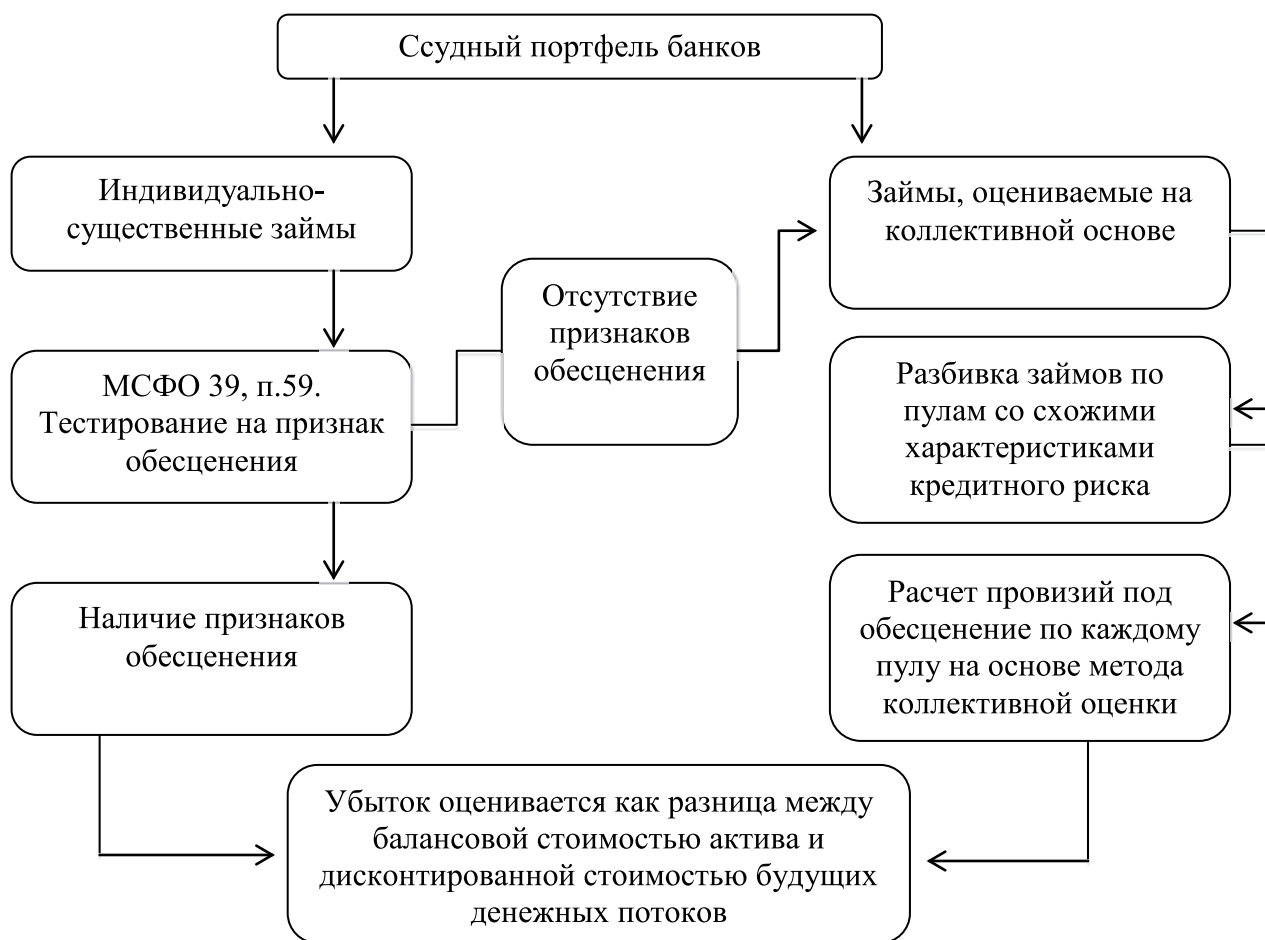 Ссудный портфель банков
Индивидуально-
существенные займы
Займы, оцениваемые на
коллективной основе
Отсутствие
признаков
обесценения
МСФО 39, п.59.
Тестирование на признак
обесценения
Разбивка займов по
пулам со схожими
характеристиками
кредитного риска
Наличие признаков
обесценения
Расчет провизий под
обесценение по каждому
пулу на основе метода
коллективной оценки
Убыток оценивается как разница между
балансовой стоимостью актива и
дисконтированной стоимостью будущих
денежных потоков